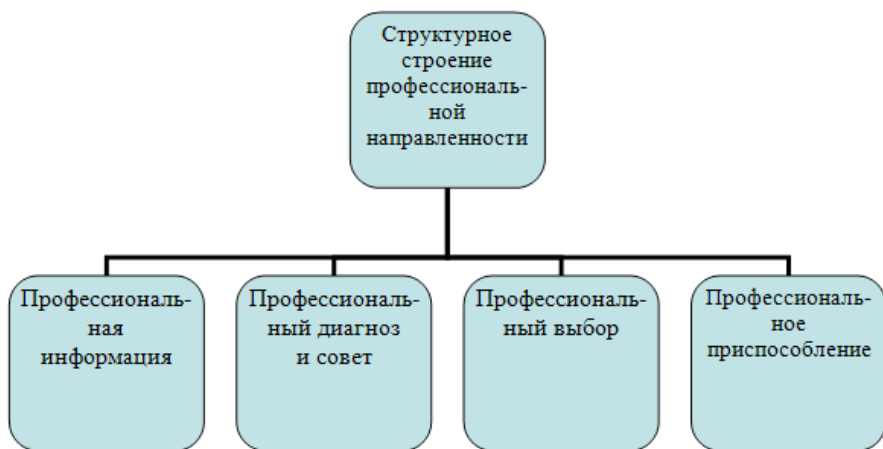 Структурное
строение
профессиональ-
ной
направленности
Профессиональ-
ная
информация
Профессиональ-
ный диагноз
и совет
Профессиональ-
ный выбор
Профессиональ-
ное
приспособление